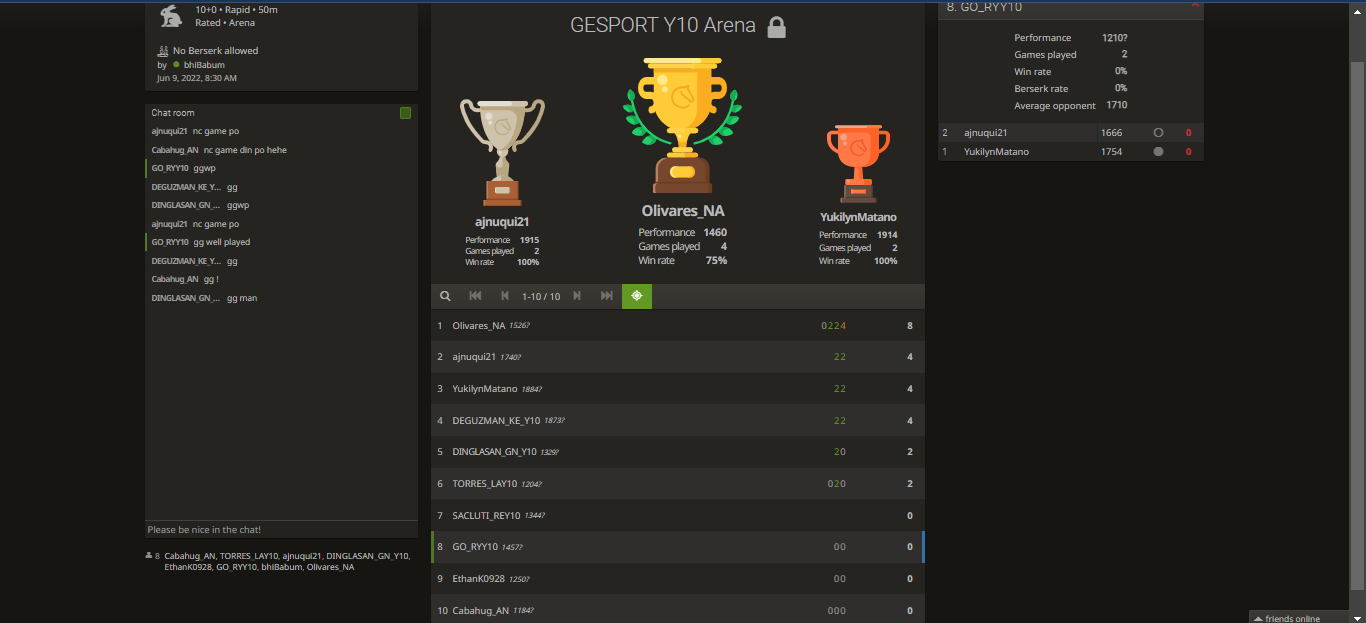 10+0 • Rapid • 50m
Rated • Arena
No Berserk allowed
by bhiBabum
Jun 9, 2022, 8:30 AM
Chat room
ajnuqui21 nc game po
Cabahug_AN nc game din po hehe
GO_RYY10 ggwp
DEGUZMAN_KE_Y... gg
DINGLASAN_GN_... ggwp
ajnuqui21 nc game po
GO_RYY10 gg well played
DEGUZMAN_KE_Y... gg
Cabahug_AN gg !
DINGLASAN_GN_... gg man
Please be nice in the chat!
8 Cabahug_AN, TORRES_LAY10, ajnuqui21, DINGLASAN_GN_Y10,
EthanK0928, GO_RYY10, bhiBabum, Olivares_NA
GESPORT Y10 Arena
ajnuqui21
Performance 1915
Games played 2
Win rate 100%
Olivares_NA
Performance 1460
Games played 4
Win rate 75%
YukilynMatano
Performance 1914
Games played 2
Win rate 100%
1-10 / 10
1 Olivares_NA 1526? 0224 8
2 ajnuqui21 1740? 22 4
3 YukilynMatano 1884? 22 4
4 DEGUZMAN_KE_Y10 1873? 22 4
5 DINGLASAN_GN_Y10 1329? 20 2
6 TORRES_LAY10 1204? 020 2
7 SACLUTI_REY10 1344? 0
8 GO_RYY10 1457? 00 0
9 EthanK0928 1250? 00 0
10 Cabahug_AN 1184? 000 0
8. GO_RYY10
Performance 1210?
Games played 2
Win rate 0%
Berserk rate 0%
Average opponent 1710
2 ajnuqui21 1666 0
1 YukilynMatano 1754 0
friends online